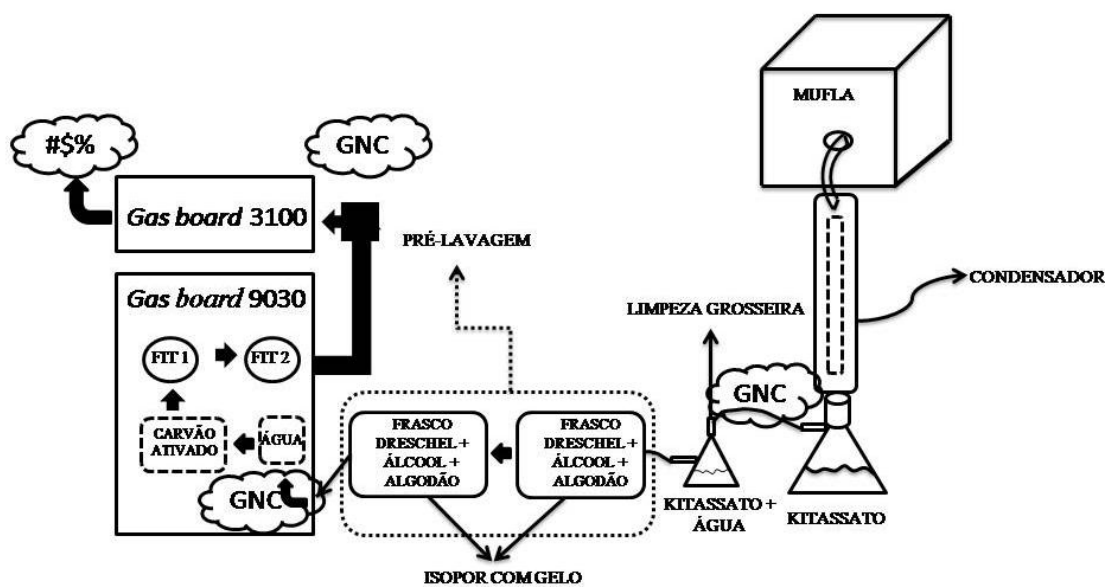 MUFLA
#$%
GNC
Gas board 3100
PRÉ-LAVAGEM
CONDENSADOR
Gas board 9030
LIMPEZA GROSSEIRA
FIT 1
FIT 2
GNC
CARVÃO
ATIVADO
ÁGUA
FRASCO
DRESCHEL +
ÁLCOOL +
ALGODÃO
FRASCO
DRESCHEL +
ÁLCOOL +
ALGODÃO
GNC
KITASSATO +
ÁGUA
KITASSATO
ISOPOR COM GELO